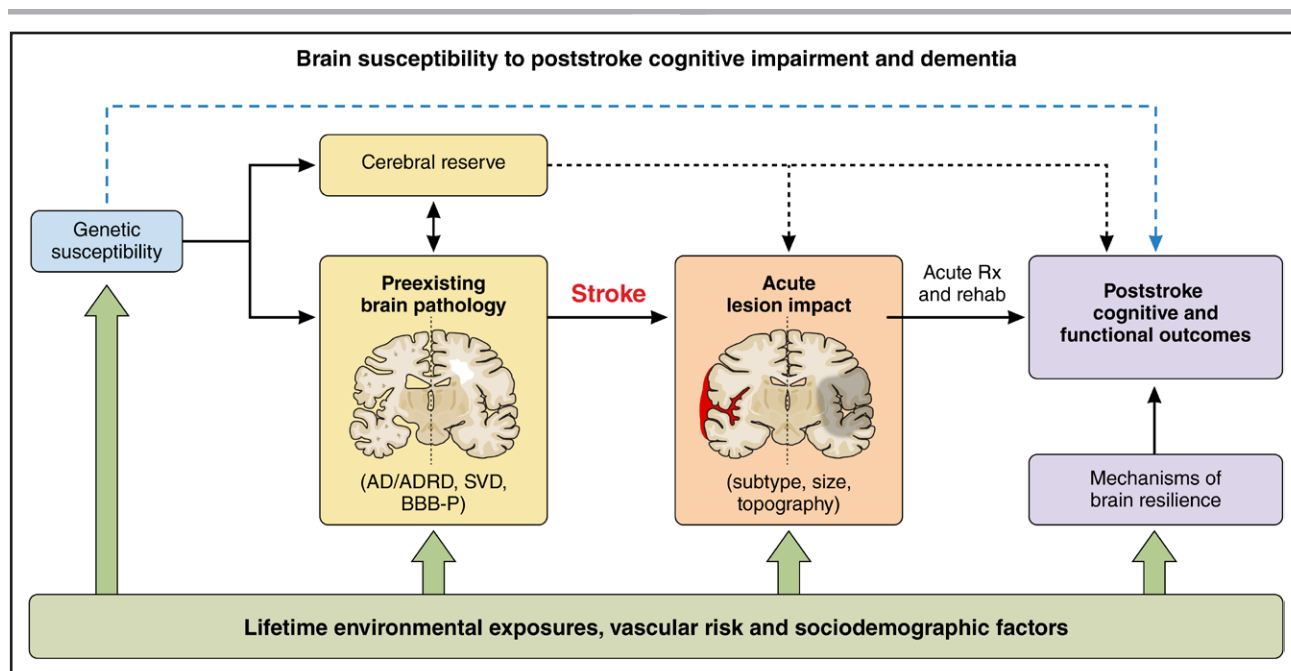 Brain susceptibility to poststroke cognitive impairment and dementia
Cerebral reserve
Genetic
susceptibility
Preexisting
brain pathology
(AD/ADRD, SVD,
BBB-P)
Stroke
Acute
lesion impact
(subtype, size,
topography)
Acute Rx
and rehab
Poststroke
cognitive and
functional outcomes
Mechanisms of
brain resilience
Lifetime environmental exposures, vascular risk and sociodemographic factors